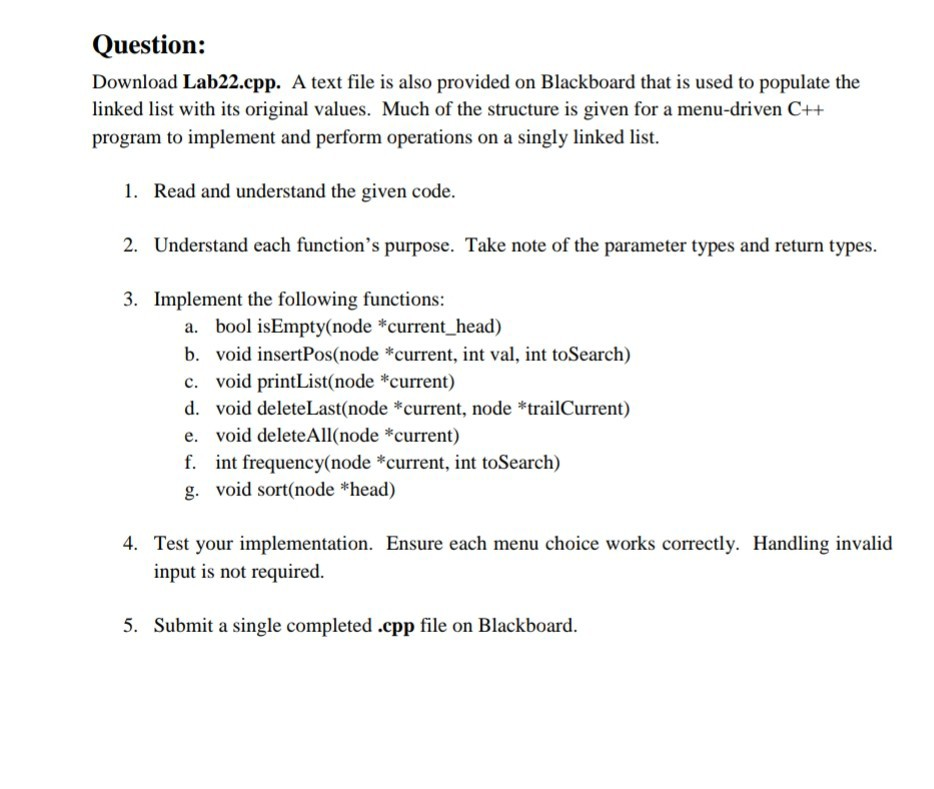 Question:
Download Lab22.cpp. A text file is also provided on Blackboard that is used to populate the
linked list with its original values. Much of the structure is given for a menu-driven C++
program to implement and perform operations on a singly linked list.
1. Read and understand the given code.
2. Understand each function’s purpose. Take note of the parameter types and return types.
3. Implement the following functions:
a. bool isEmpty(node *current_head)
b. void insertPos(node *current, int val, int toSearch)
c. void printList(node *current)
d. void deleteLast(node *current, node *trailCurrent)
e. void deleteAll(node *current)
f. int frequency(node *current, int toSearch)
g. void sort(node *head)
4. Test your implementation. Ensure each menu choice works correctly. Handling invalid
input is not required.
5. Submit a single completed .cpp file on Blackboard.